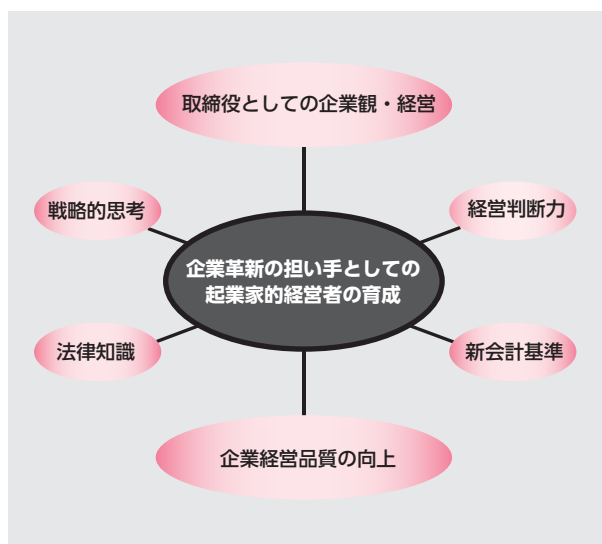 取締役としての企業観・経営
戦略的思考
経営判断力
企業革新の担い手としての
起業家的経営者の育成
法律知識
新会計基準
企業経営品質の向上